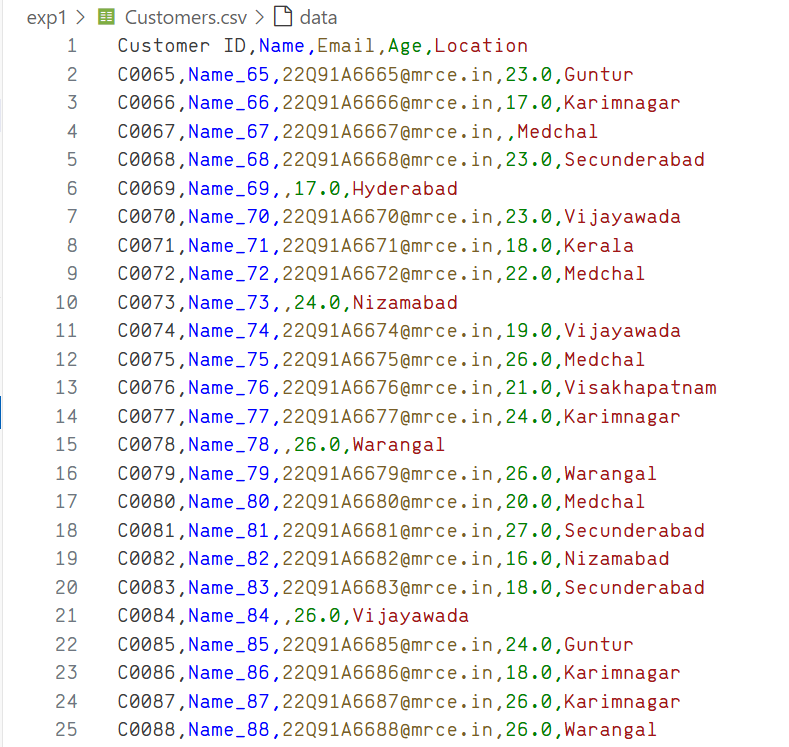 exp1 > Customers.csv > data
1 Customer ID,Name,Email,Age,Location
2 C0065,Name_65,22Q91A6665@mrce.in,23.0,Guntur
3 C0066,Name_66,22Q91A6666@mrce.in,17.0,Karimnagar
4 C0067,Name_67,22Q91A6667@mrce.in,,Medchal
5 C0068,Name_68,22Q91A6668@mrce.in,23.0,Secunderabad
6 C0069,Name_69,,17.0,Hyderabad
7 C0070,Name_70,22Q91A6670@mrce.in,23.0,Vijayawada
8 C0071,Name_71,22Q91A6671@mrce.in,18.0,Kerala
9 C0072,Name_72,22Q91A6672@mrce.in,22.0,Medchal
10 C0073,Name_73,,24.0,Nizamabad
11 C0074,Name_74,22Q91A6674@mrce.in,19.0,Vijayawada
12 C0075,Name_75,22Q91A6675@mrce.in,26.0,Medchal
13 C0076,Name_76,22Q91A6676@mrce.in,21.0,Visakhapatnam
14 C0077,Name_77,22Q91A6677@mrce.in,24.0,Karimnagar
15 C0078,Name_78,,26.0,Warangal
16 C0079,Name_79,22Q91A6679@mrce.in,26.0,Warangal
17 C0080,Name_80,22Q91A6680@mrce.in,20.0,Medchal
18 C0081,Name_81,22Q91A6681@mrce.in,27.0,Secunderabad
19 C0082,Name_82,22Q91A6682@mrce.in,16.0,Nizamabad
20 C0083,Name_83,22Q91A6683@mrce.in,18.0,Secunderabad
21 C0084,Name_84,,26.0,Vijayawada
22 C0085,Name_85,22Q91A6685@mrce.in,24.0,Guntur
23 C0086,Name_86,22Q91A6686@mrce.in,18.0,Karimnagar
24 C0087,Name_87,22Q91A6687@mrce.in,26.0,Karimnagar
25 C0088,Name_88,22Q91A6688@mrce.in,26.0,Warangal